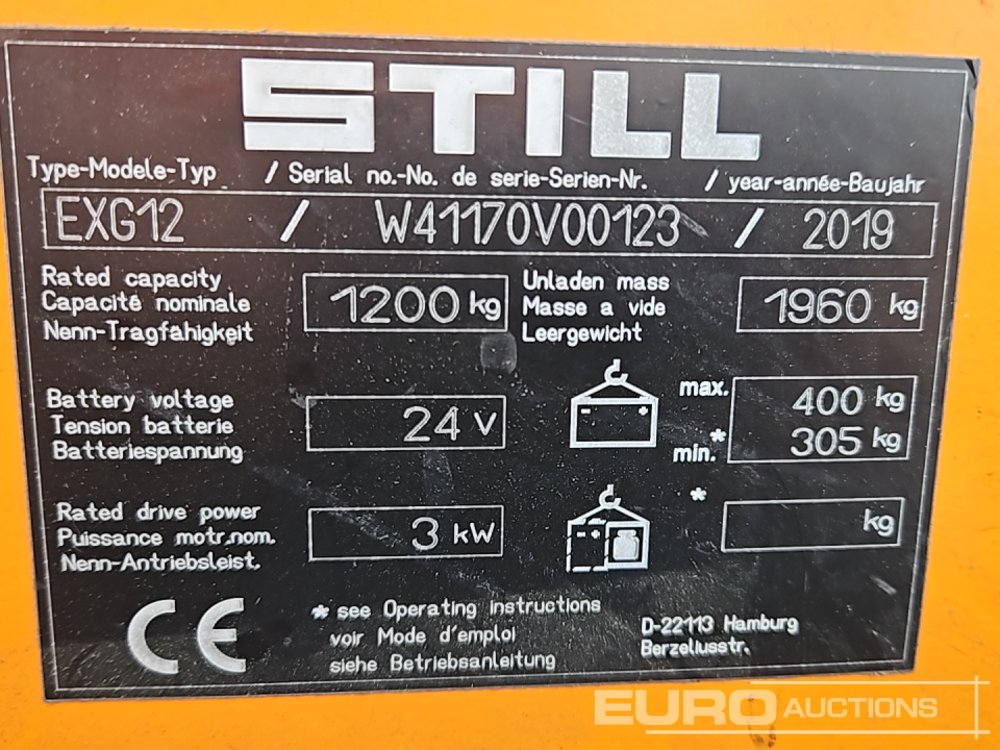 STILL
Type-Modele-Typ / Serial no.-No. de serie-Serien-Nr. / year-année-Baujahr
EXG12 / W41170V00123 / 2019
Rated capacity
Capacité nominale
Nenn-Tragfähigkeit
1200 kg
Unladen mass
Masse a vide
Leergewicht
1960 kg
Battery voltage
Tension batterie
Batteriespannung
24 V
- +
max. 400 kg
min.* 305 kg
Rated drive power
Puissance motr.nom.
Nenn-Antriebsleist.
3 kW
- +
* kg
CE
* see Operating instructions
voir Mode d'emploi
siehe Betriebsanleitung
D-22113 Hamburg
Berzeliusstr.
EURO AUCTIONS